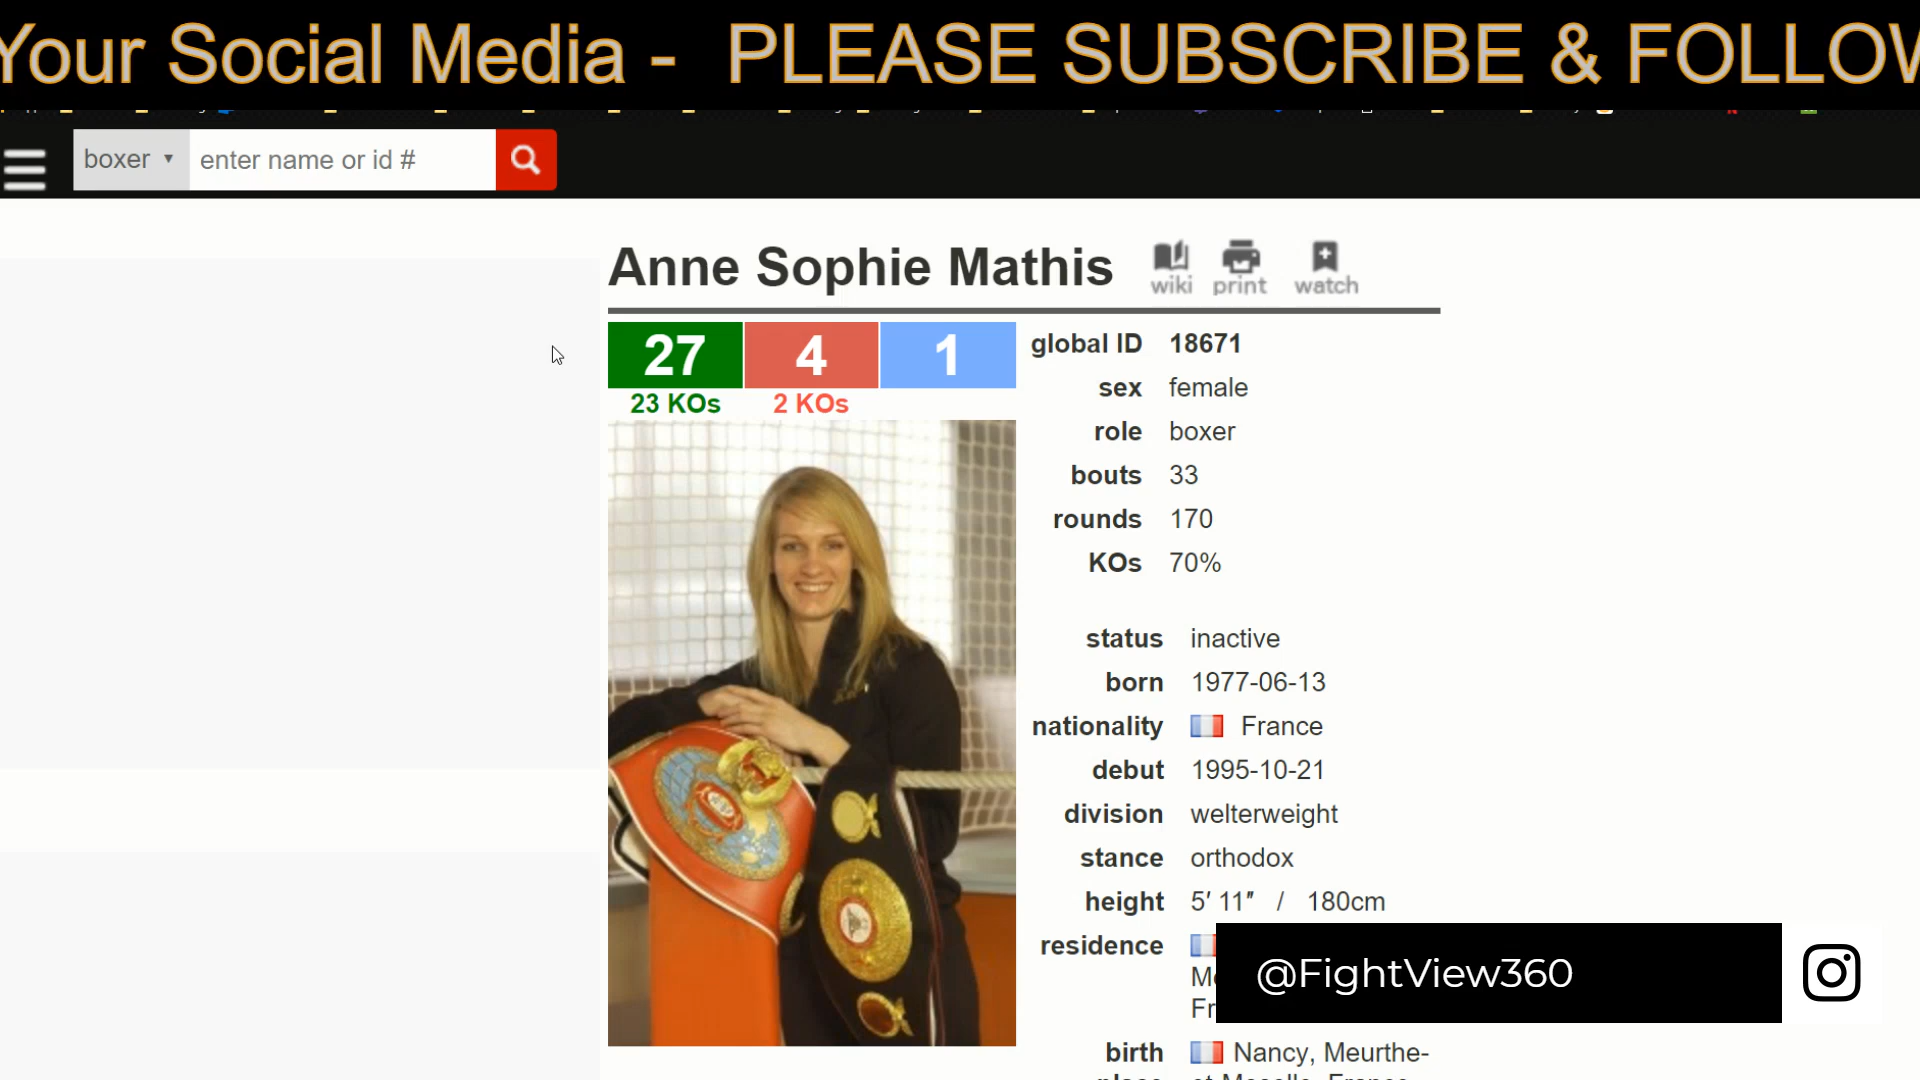 Your Social Media - PLEASE SUBSCRIBE & FOLLOW
boxer enter name or id #
Anne Sophie Mathis wiki print watch
27 4 1
23 KOs 2 KOs
global ID 18671
sex female
role boxer
bouts 33
rounds 170
KOs 70%
status inactive
born 1977-06-13
nationality France
debut 1995-10-21
division welterweight
stance orthodox
height 5′ 11″ / 180cm
residence
@FightView360
birth Nancy, Meurthe-